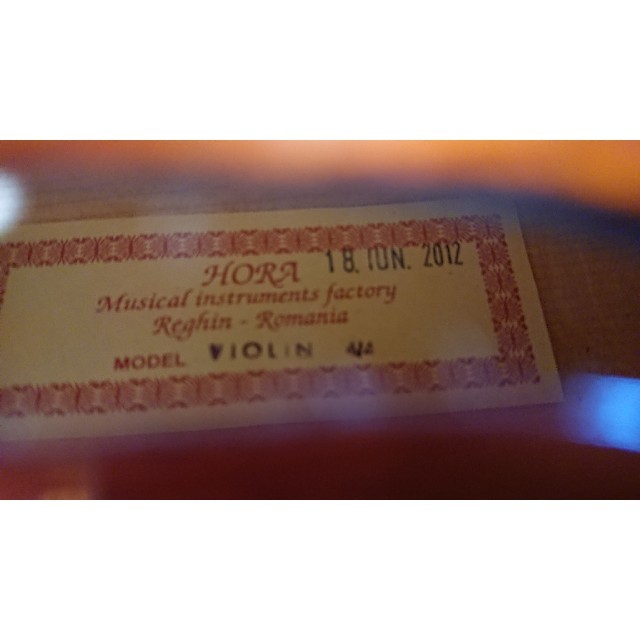 HORA 18. IUN. 2012
Musical instruments factory
Reghin - Romania
MODEL VIOLIN 4/4